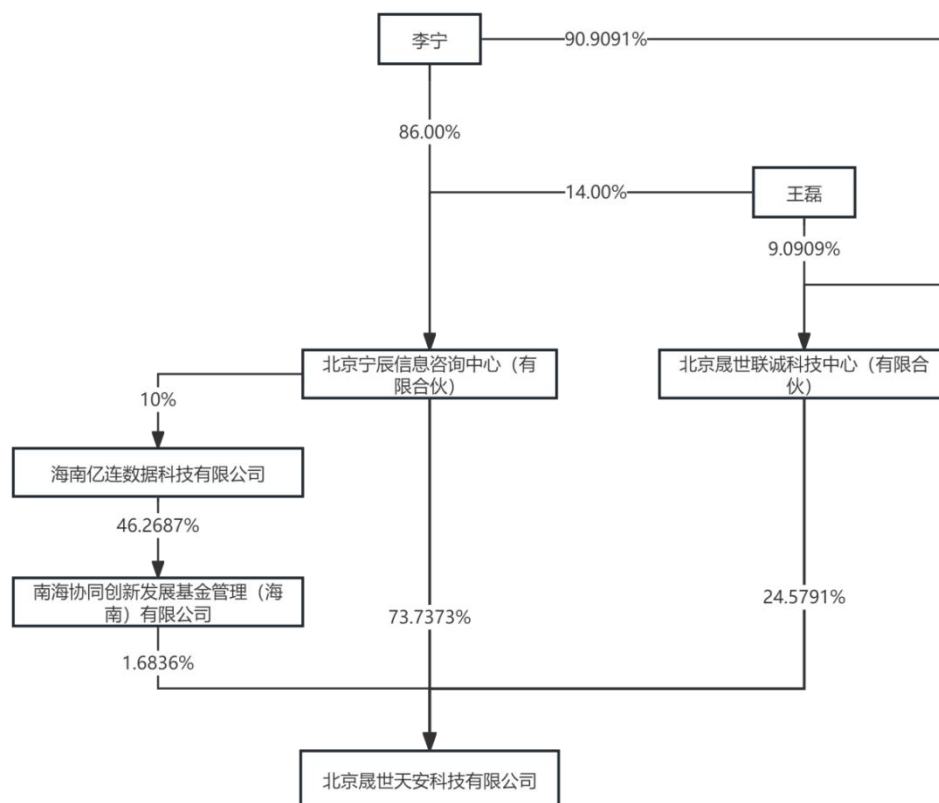 李宁
90.9091%
86.00%
14.00%
王磊
9.0909%
北京宁辰信息咨询中心（有
限合伙）
北京晟世联诚科技中心（有限合
伙）
10%
海南亿连数据科技有限公司
46.2687%
南海协同创新发展基金管理（海
南）有限公司
73.7373%
24.5791%
1.6836%
北京晟世天安科技有限公司